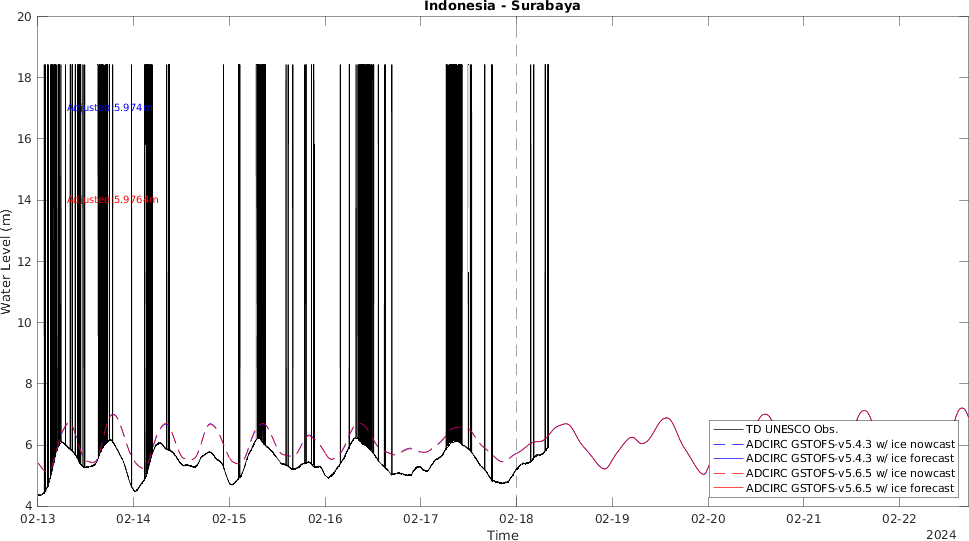 Indonesia - Surabaya
20
18
16
14
12
10
8
6
4
Water Level (m)
Adjusted 5.974m
Adjusted 5.9764m
TD UNESCO Obs.
ADCIRC GSTOFS-v5.4.3 w/ ice nowcast
ADCIRC GSTOFS-v5.4.3 w/ ice forecast
ADCIRC GSTOFS-v5.6.5 w/ ice nowcast
ADCIRC GSTOFS-v5.6.5 w/ ice forecast
02-13 02-14 02-15 02-16 02-17 02-18 02-19 02-20 02-21 02-22
Time
2024